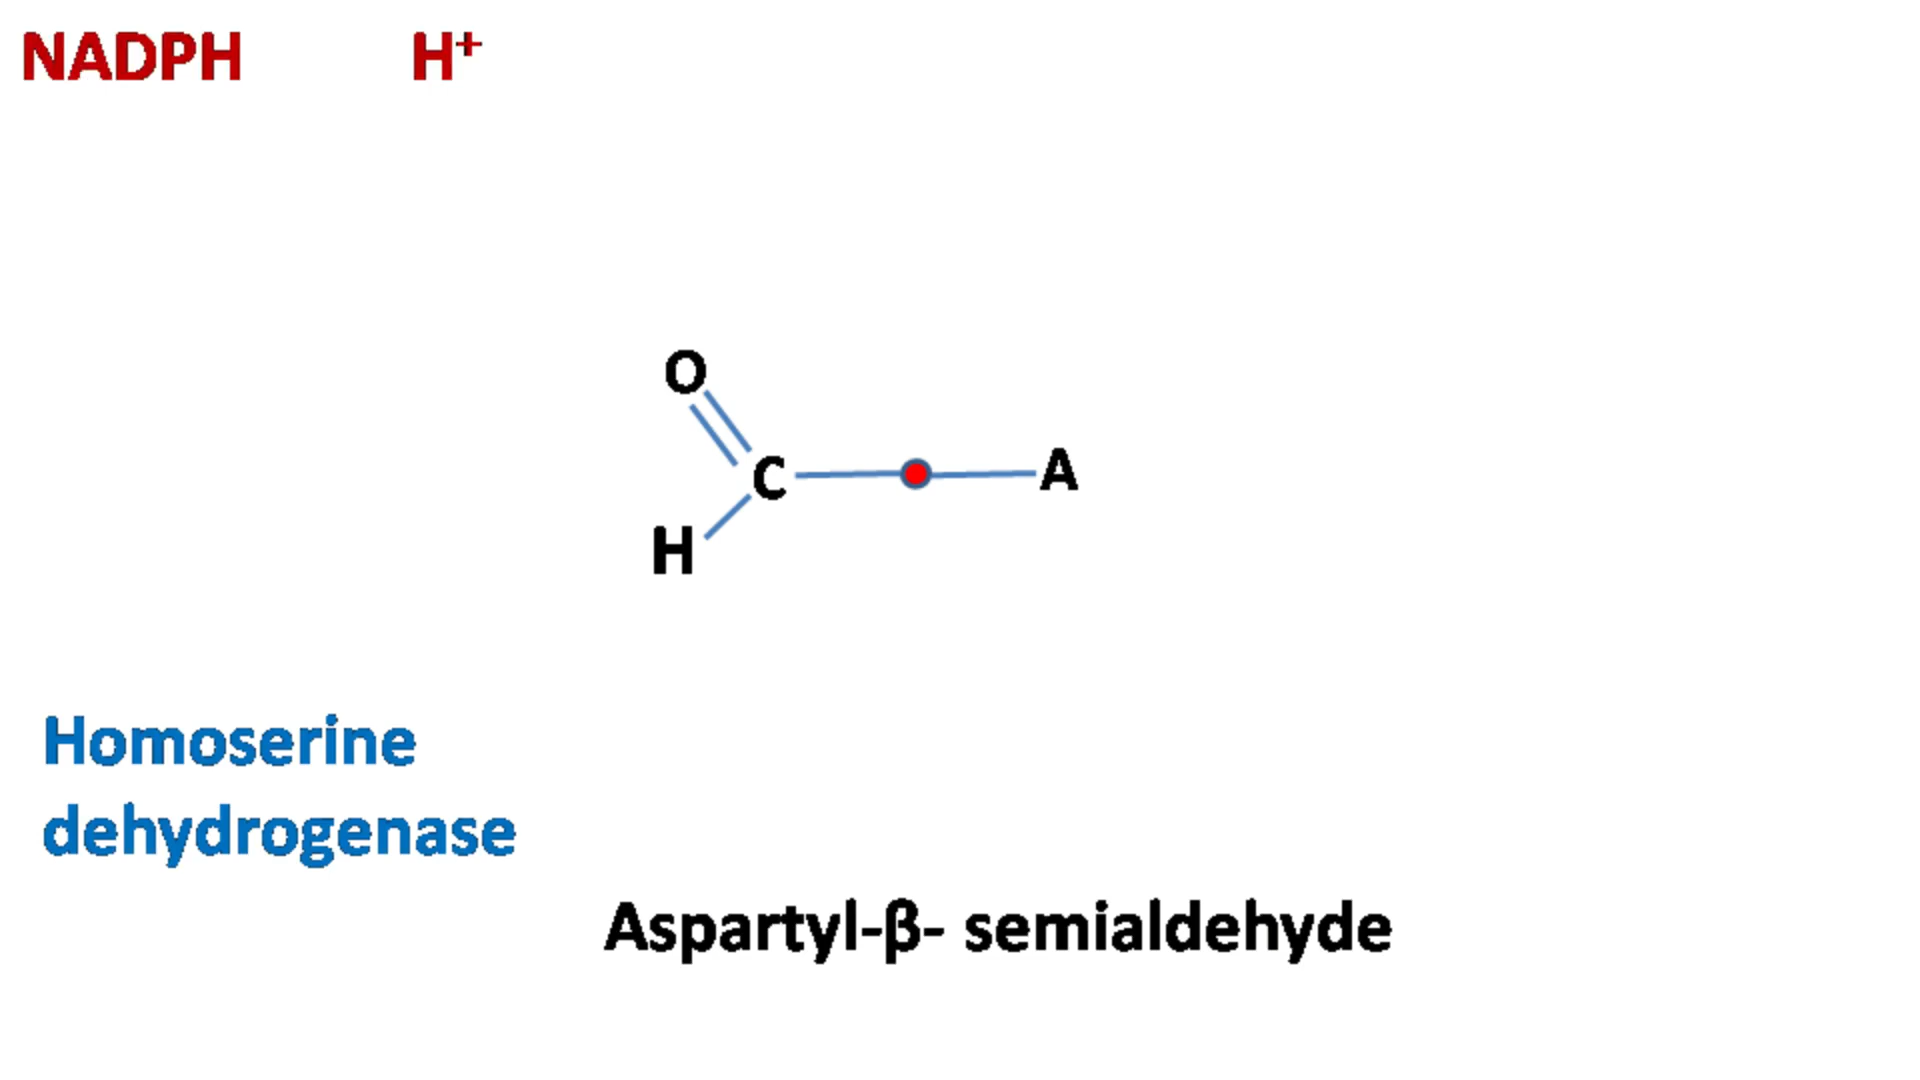 NADPH H⁺
O
C A
H
Homoserine
dehydrogenase
Aspartyl-β- semialdehyde